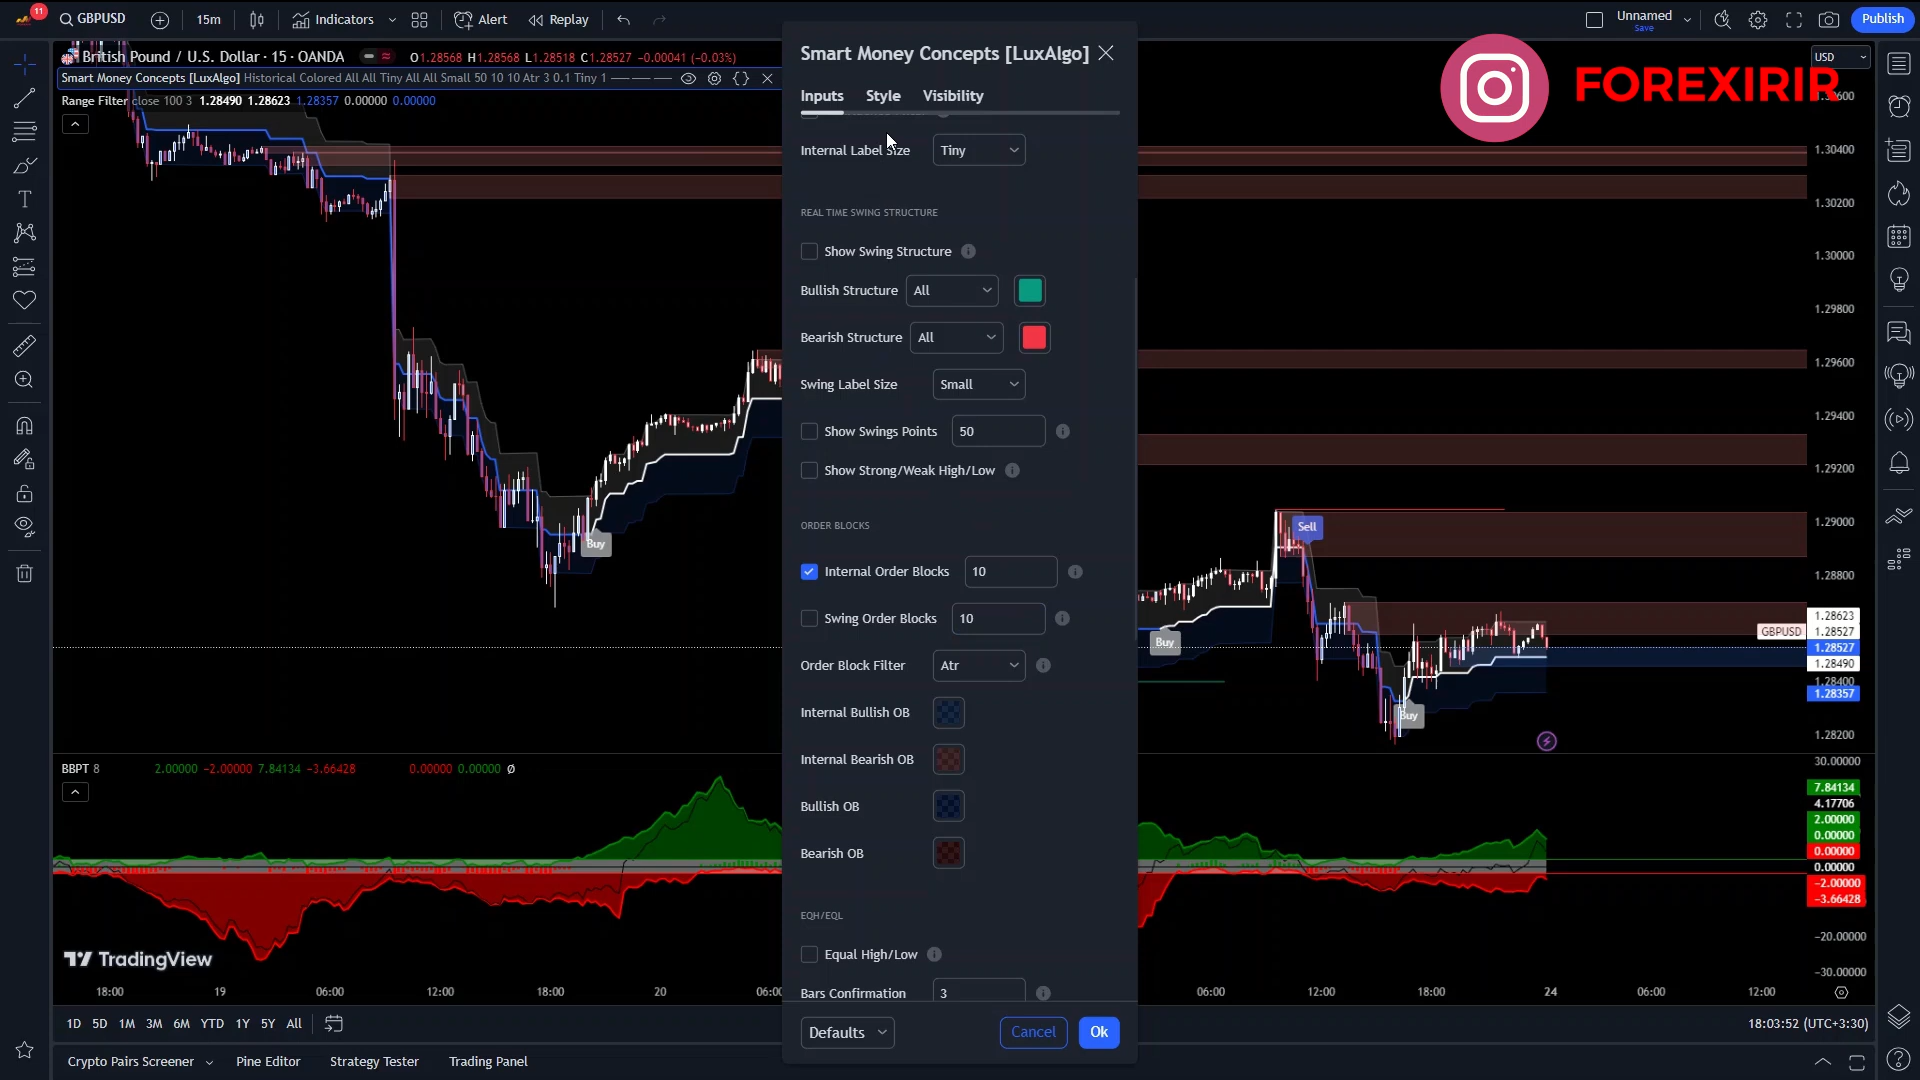 11
GBPUSD
15m
Indicators
Alert
Replay
Unnamed
Save
Publish
British Pound / U.S. Dollar · 15 · OANDA
O1.28568 H1.28568 L1.28518 C1.28527 -0.00041 (-0.03%)
Smart Money Concepts [LuxAlgo] Historical Colored All All Tiny All All Small 50 10 10 Atr 3 0.1 Tiny 1
Range Filter close 100 3 1.28490 1.28623 1.28357 0.00000 0.00000
Smart Money Concepts [LuxAlgo]
Inputs
Style
Visibility
Internal Label Size
Tiny
REAL TIME SWING STRUCTURE
Show Swing Structure
Bullish Structure
All
Bearish Structure
All
Swing Label Size
Small
Show Swings Points
50
Show Strong/Weak High/Low
ORDER BLOCKS
Internal Order Blocks
10
Swing Order Blocks
10
Order Block Filter
Atr
Internal Bullish OB
Internal Bearish OB
Bullish OB
Bearish OB
EQH/EQL
Equal High/Low
Bars Confirmation
3
Defaults
Cancel
Ok
FOREXIRIR
USD
1.30400
1.30200
1.30000
1.29800
1.29600
1.29400
1.29200
1.29000
1.28800
1.28623
GBPUSD
1.28527
1.28527
1.28490
1.28400
1.28357
1.28200
Buy
Buy
Sell
Buy
BBPT 8
2.00000 -2.00000 7.84134 -3.66428
0.00000 0.00000 Ø
30.00000
7.84134
4.17706
2.00000
0.00000
0.00000
0.00000
-2.00000
-3.66428
-20.00000
-30.00000
TradingView
18:00
19
06:00
12:00
18:00
20
06:00
12:00
18:00
24
06:00
12:00
1D
5D
1M
3M
6M
YTD
1Y
5Y
All
18:03:52 (UTC+3:30)
Crypto Pairs Screener
Pine Editor
Strategy Tester
Trading Panel